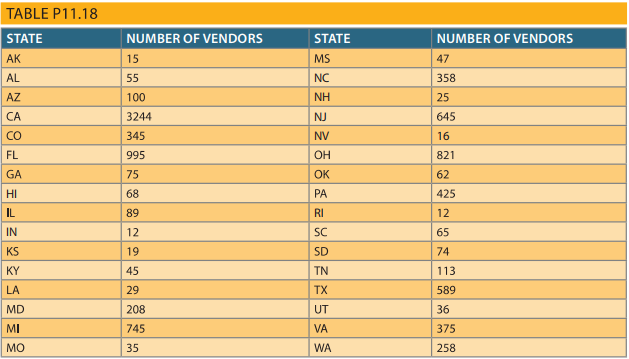 TABLE P11.18
STATE NUMBER OF VENDORS STATE NUMBER OF VENDORS
AK 15 MS 47
AL 55 NC 358
AZ 100 NH 25
CA 3244 NJ 645
CO 345 NV 16
FL 995 OH 821
GA 75 OK 62
HI 68 PA 425
IL 89 RI 12
IN 12 SC 65
KS 19 SD 74
KY 45 TN 113
LA 29 TX 589
MD 208 UT 36
MI 745 VA 375
MO 35 WA 258